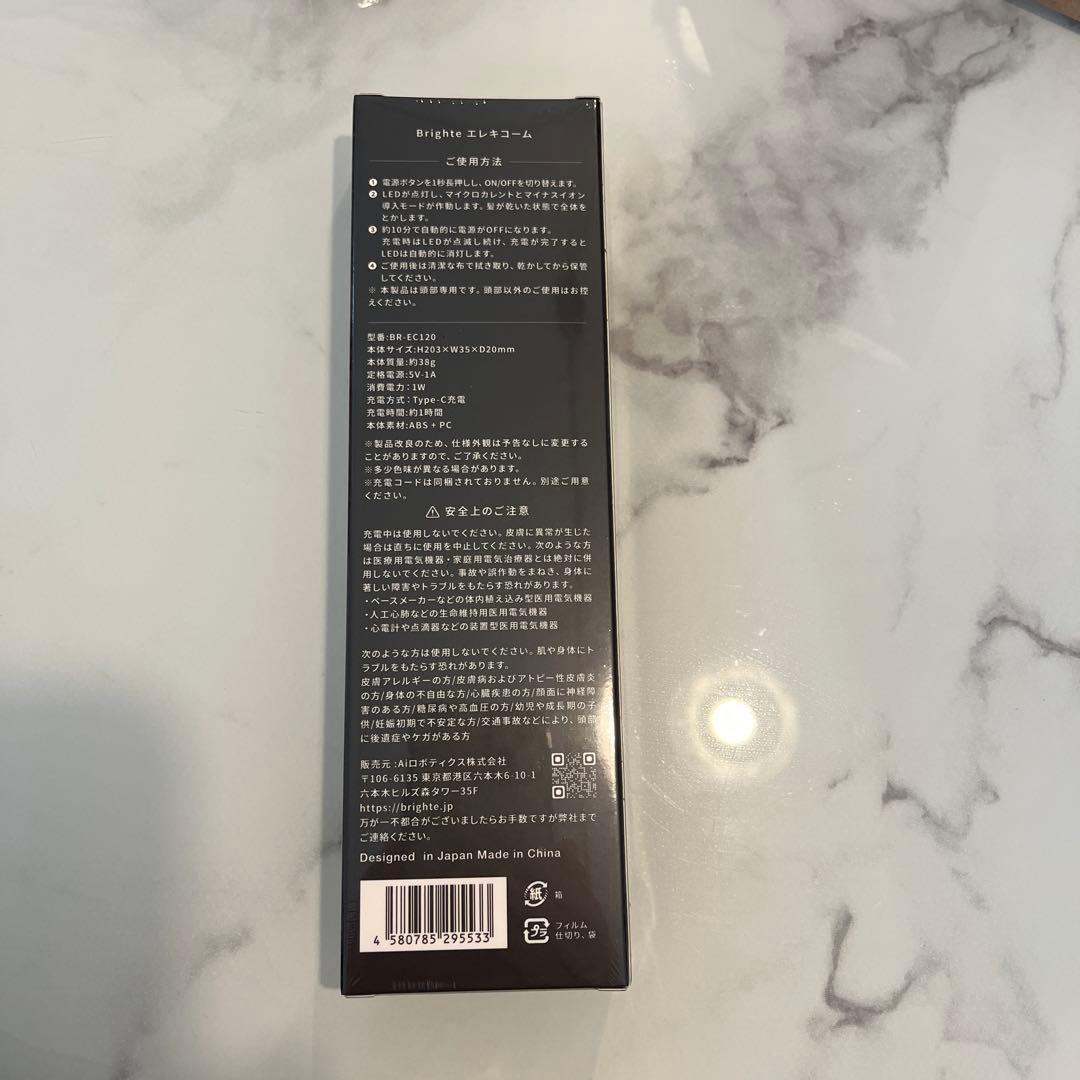 Brighte エレキコーム
ご使用方法
❶ 電源ボタンを1秒長押しし、ON/OFFを切り替えます。
❷ LEDが点灯し、マイクロカレントとマイナスイオン
導入モードが作動します。髪が乾いた状態で全体を
とかします。
❸ 約10分で自動的に電源がOFFになります。
充電時はLEDが点滅し続け、充電が完了すると
LEDは自動的に消灯します。
❹ ご使用後は清潔な布で拭き取り、乾かしてから保管
してください。
※ 本製品は頭部専用です。頭部以外のご使用はお控
えください。
型番:BR-EC120
本体サイズ:H203×W35×D20mm
本体質量:約38g
定格電源:5V⎓1A
消費電力:1W
充電方式:Type-C充電
充電時間:約1時間
本体素材:ABS + PC
※製品改良のため、仕様外観は予告なしに変更する
ことがありますので、ご了承ください。
※多少色味が異なる場合があります。
※充電コードは同梱されておりません。別途ご用意
ください。
⚠ 安全上のご注意
充電中は使用しないでください。皮膚に異常が生じた
場合は直ちに使用を中止してください。次のような方
は医療用電気機器・家庭用電気治療器とは絶対に併
用しないでください。事故や誤作動をまねき、身体に
著しい障害やトラブルをもたらす恐れがあります。
・ペースメーカーなどの体内植え込み型医用電気機器
・人工心肺などの生命維持用医用電気機器
・心電計や点滴器などの装置型医用電気機器
次のような方は使用しないでください。肌や身体にト
ラブルをもたらす恐れがあります。
皮膚アレルギーの方/皮膚病およびアトピー性皮膚炎
の方/身体の不自由な方/心臓疾患の方/顔面に神経障
害のある方/糖尿病や高血圧の方/幼児や成長期の子
供/妊娠初期で不安定な方/交通事故などにより、頭部
に後遺症やケガがある方
販売元:Aiロボティクス株式会社
〒106-6135 東京都港区六本木6-10-1
六本木ヒルズ森タワー35F
https://brighte.jp
万が一不都合がございましたらお手数ですが弊社まで
ご連絡ください。
Designed in Japan Made in China
4 580785 295533
紙 箱
プラ フィルム
仕切り、袋